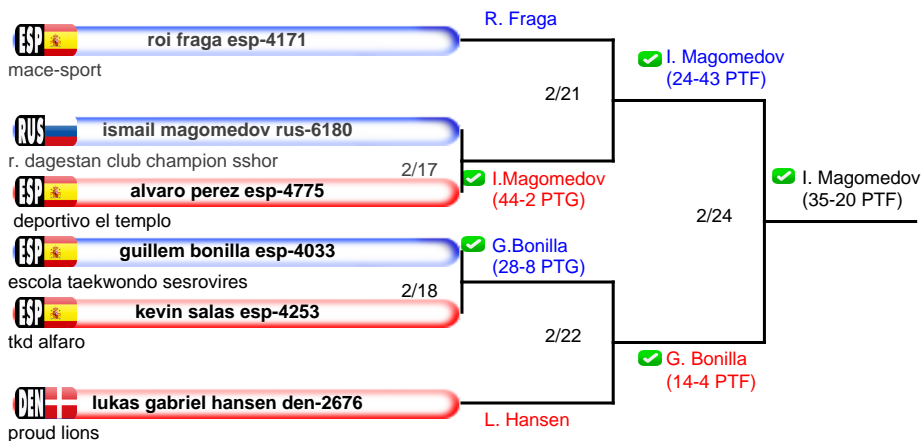 R. Fraga
ESP roi fraga esp-4171
mace-sport
I. Magomedov
(24-43 PTF)
2/21
RUS ismail magomedov rus-6180
r. dagestan club champion sshor
2/17
I.Magomedov
(44-2 PTG)
ESP alvaro perez esp-4775
deportivo el templo
I. Magomedov
(35-20 PTF)
2/24
ESP guillem bonilla esp-4033
escola taekwondo sesrovires
G.Bonilla
(28-8 PTG)
2/18
ESP kevin salas esp-4253
tkd alfaro
2/22
G. Bonilla
(14-4 PTF)
DEN lukas gabriel hansen den-2676
proud lions
L. Hansen